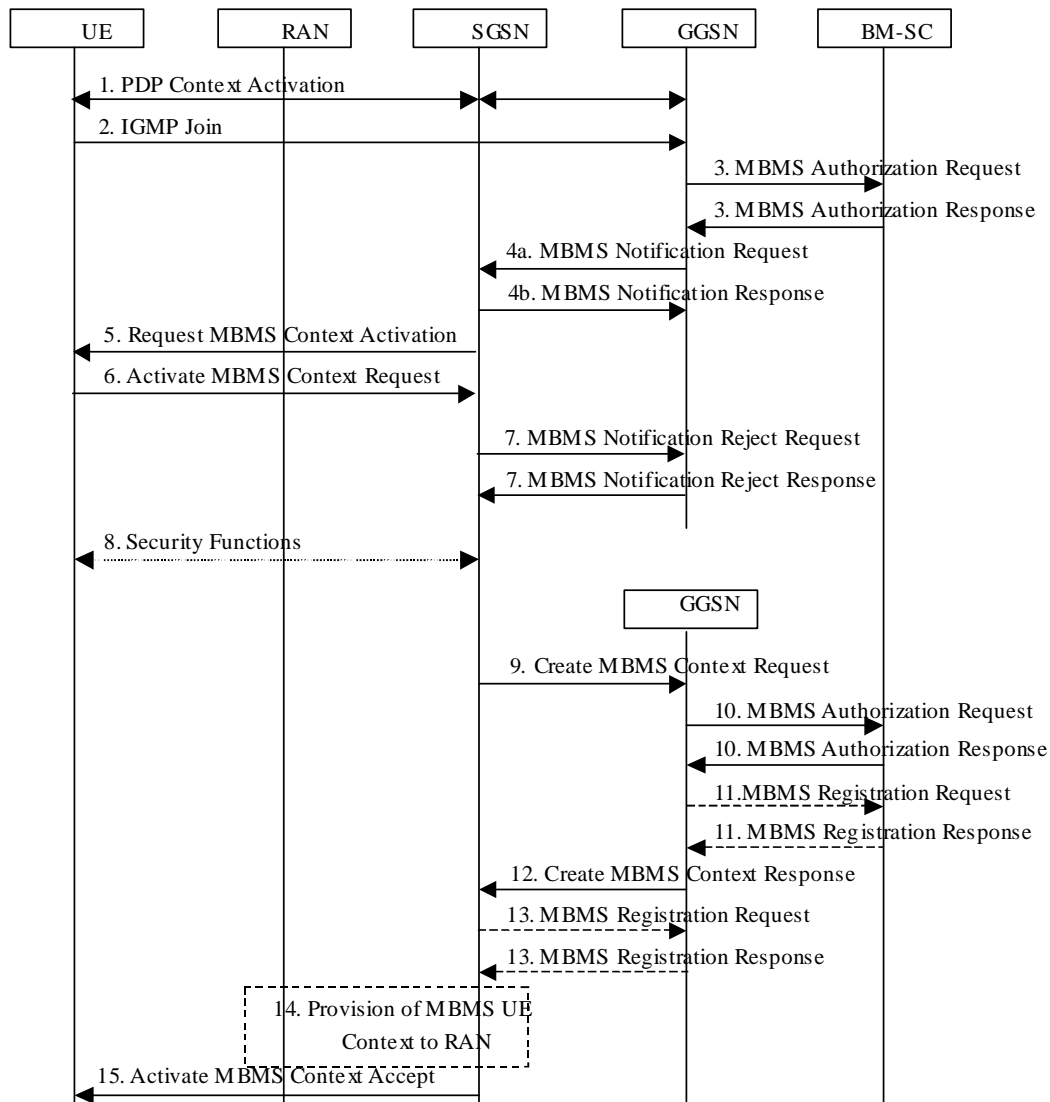 UE RAN SGSN GGSN BM-SC
1. PDP Context Activation
2. IGMP Join
3. MBMS Authorization Request
3. MBMS Authorization Response
4a. MBMS Notification Request
4b. MBMS Notification Response
5. Request MBMS Context Activation
6. Activate MBMS Context Request
7. MBMS Notification Reject Request
7. MBMS Notification Reject Response
8. Security Functions
GGSN
9. Create MBMS Context Request
10. MBMS Authorization Request
10. MBMS Authorization Response
11.MBMS Registration Request
11. MBMS Registration Response
12. Create MBMS Context Response
13. MBMS Registration Request
13. MBMS Registration Response
14. Provision of MBMS UE
Context to RAN
15. Activate MBMS Context Accept